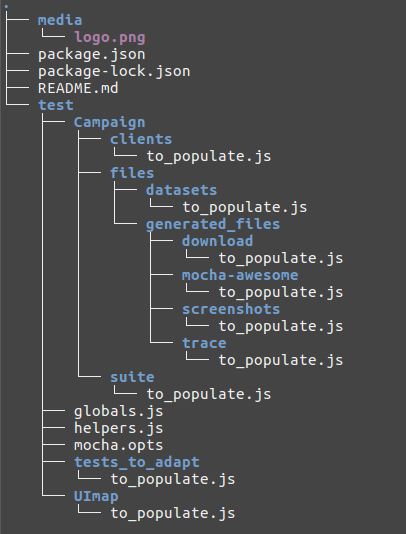 .
├── media
│   └── logo.png
├── package.json
├── package-lock.json
├── README.md
└── test
    ├── Campaign
    │   ├── clients
    │   │   └── to_populate.js
    │   ├── files
    │   │   ├── datasets
    │   │   │   └── to_populate.js
    │   │   └── generated_files
    │   │       ├── download
    │   │       │   └── to_populate.js
    │   │       ├── mocha-awesome
    │   │       │   └── to_populate.js
    │   │       ├── screenshots
    │   │       │   └── to_populate.js
    │   │       └── trace
    │   │           └── to_populate.js
    │   └── suite
    │       └── to_populate.js
    ├── globals.js
    ├── helpers.js
    ├── mocha.opts
    ├── tests_to_adapt
    │   └── to_populate.js
    └── UImap
        └── to_populate.js